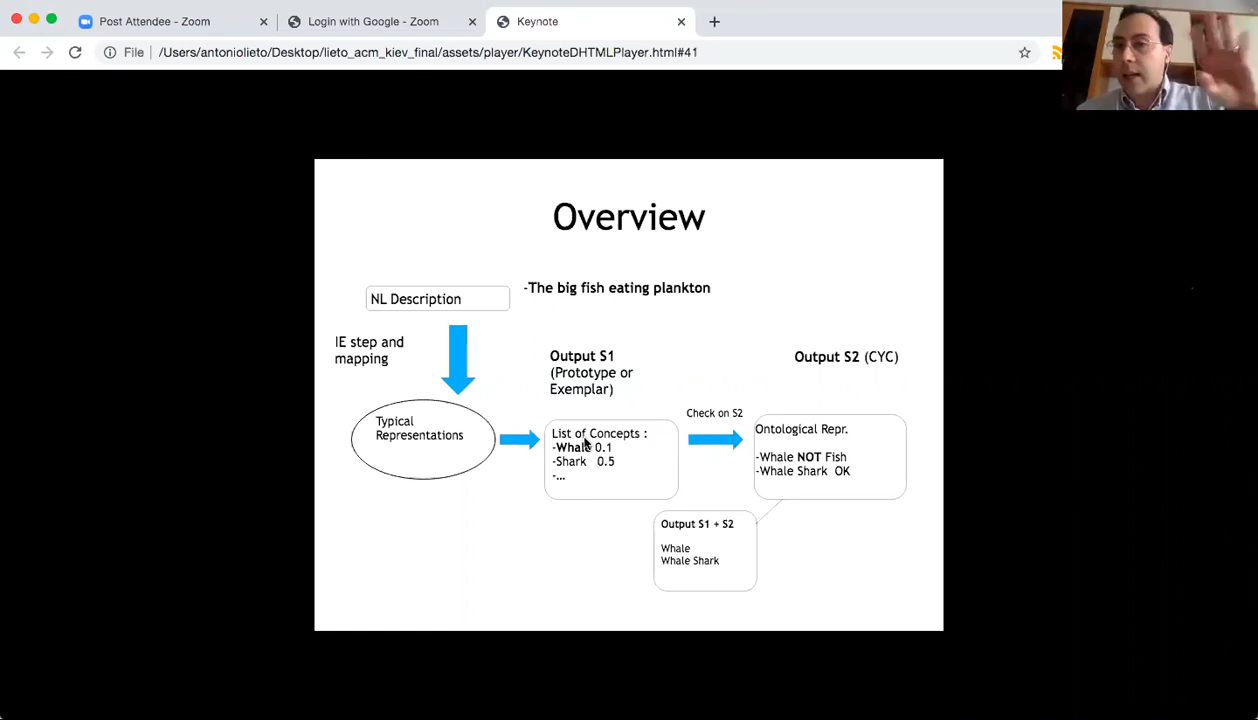 Post Attendee - Zoom
Login with Google - Zoom
Keynote
File
/Users/antoniolieto/Desktop/lieto_acm_kiev_final/assets/player/KeynoteDHTMLPlayer.html#41
Overview
NL Description
-The big fish eating plankton
IE step and
mapping
Output S1
(Prototype or
Exemplar)
Output S2 (CYC)
Typical
Representations
List of Concepts :
-Whale 0.1
-Shark 0.5
-...
Check on S2
Ontological Repr.
-Whale NOT Fish
-Whale Shark OK
Output S1 + S2
Whale
Whale Shark